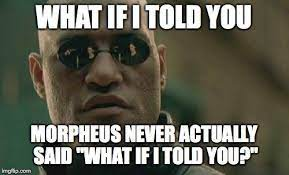 WHAT IF I TOLD YOU
MORPHEUS NEVER ACTUALLY
SAID "WHAT IF I TOLD YOU?"
imgflip.com